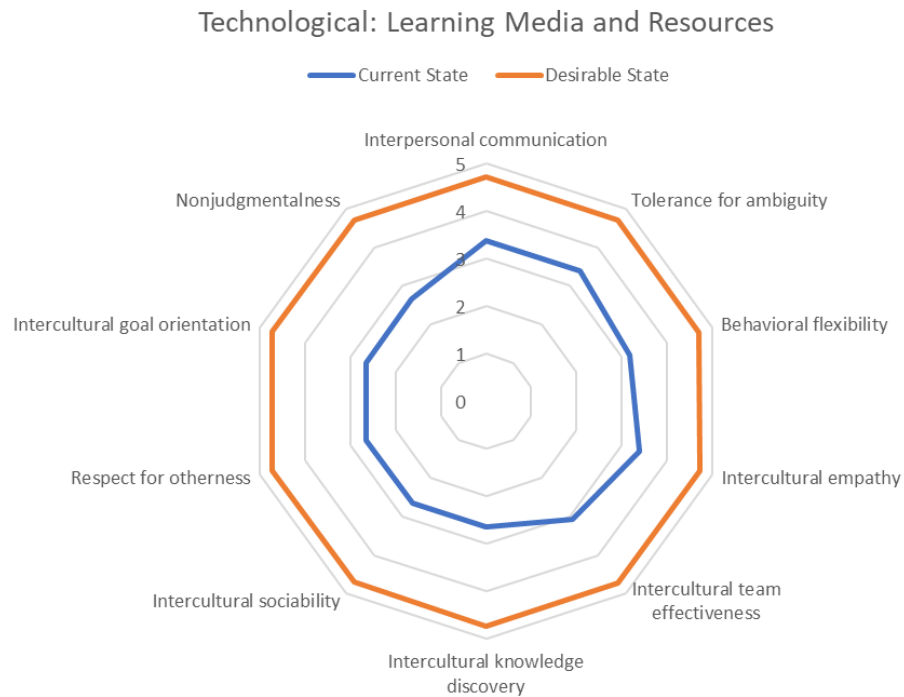 Technological: Learning Media and Resources
Current State
Desirable State
Interpersonal communication
5
Nonjudgmentalness
Tolerance for ambiguity
4
3
Intercultural goal orientation
Behavioral flexibility
2
1
0
Respect for otherness
Intercultural empathy
Intercultural sociability
Intercultural team
effectiveness
Intercultural knowledge
discovery